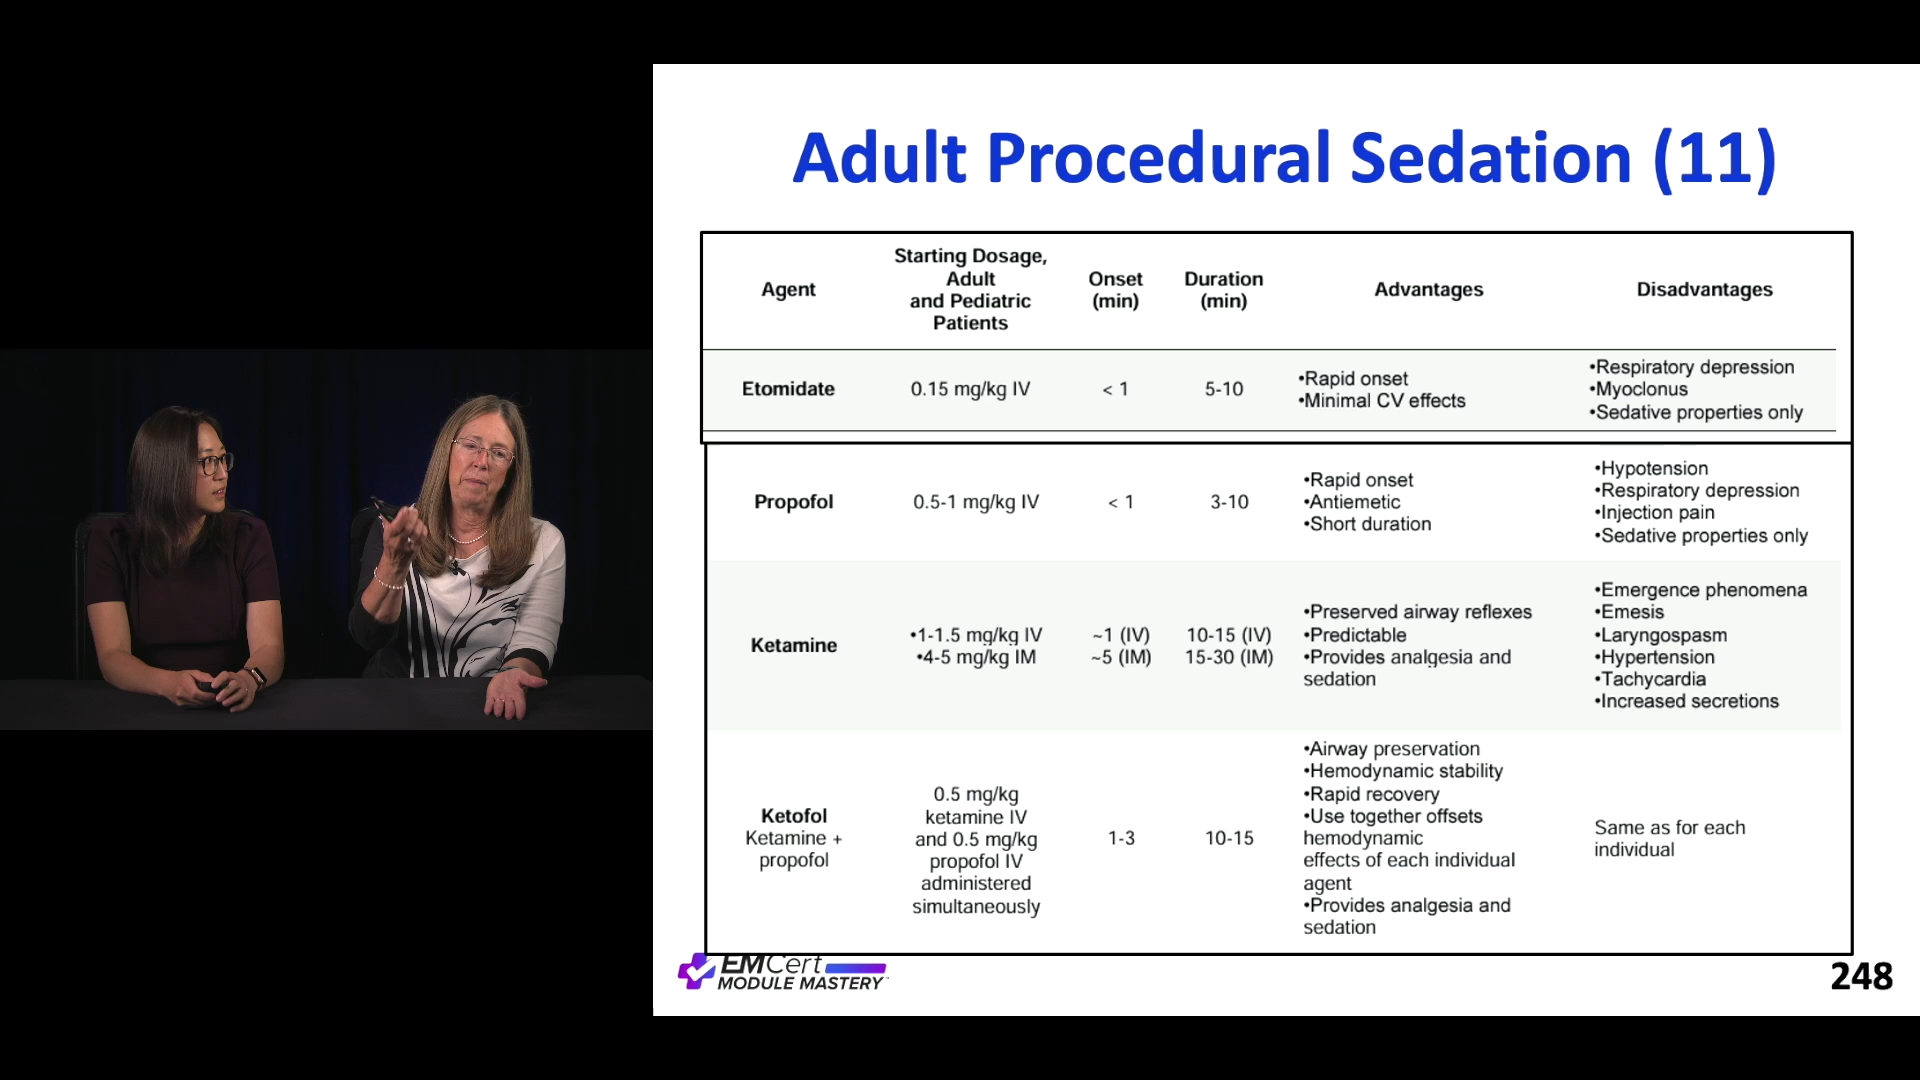 Adult Procedural Sedation (11)
Agent
Starting Dosage,
Adult
and Pediatric
Patients
Onset
(min)
Duration
(min)
Advantages
Disadvantages
Etomidate
0.15 mg/kg IV
< 1
5-10
•Rapid onset
•Minimal CV effects
•Respiratory depression
•Myoclonus
•Sedative properties only
Propofol
0.5-1 mg/kg IV
< 1
3-10
•Rapid onset
•Antiemetic
•Short duration
•Hypotension
•Respiratory depression
•Injection pain
•Sedative properties only
Ketamine
•1-1.5 mg/kg IV
•4-5 mg/kg IM
~1 (IV)
~5 (IM)
10-15 (IV)
15-30 (IM)
•Preserved airway reflexes
•Predictable
•Provides analgesia and
sedation
•Emergence phenomena
•Emesis
•Laryngospasm
•Hypertension
•Tachycardia
•Increased secretions
Ketofol
Ketamine +
propofol
0.5 mg/kg
ketamine IV
and 0.5 mg/kg
propofol IV
administered
simultaneously
1-3
10-15
•Airway preservation
•Hemodynamic stability
•Rapid recovery
•Use together offsets
hemodynamic
effects of each individual
agent
•Provides analgesia and
sedation
Same as for each
individual
EMCert
MODULE MASTERY
248